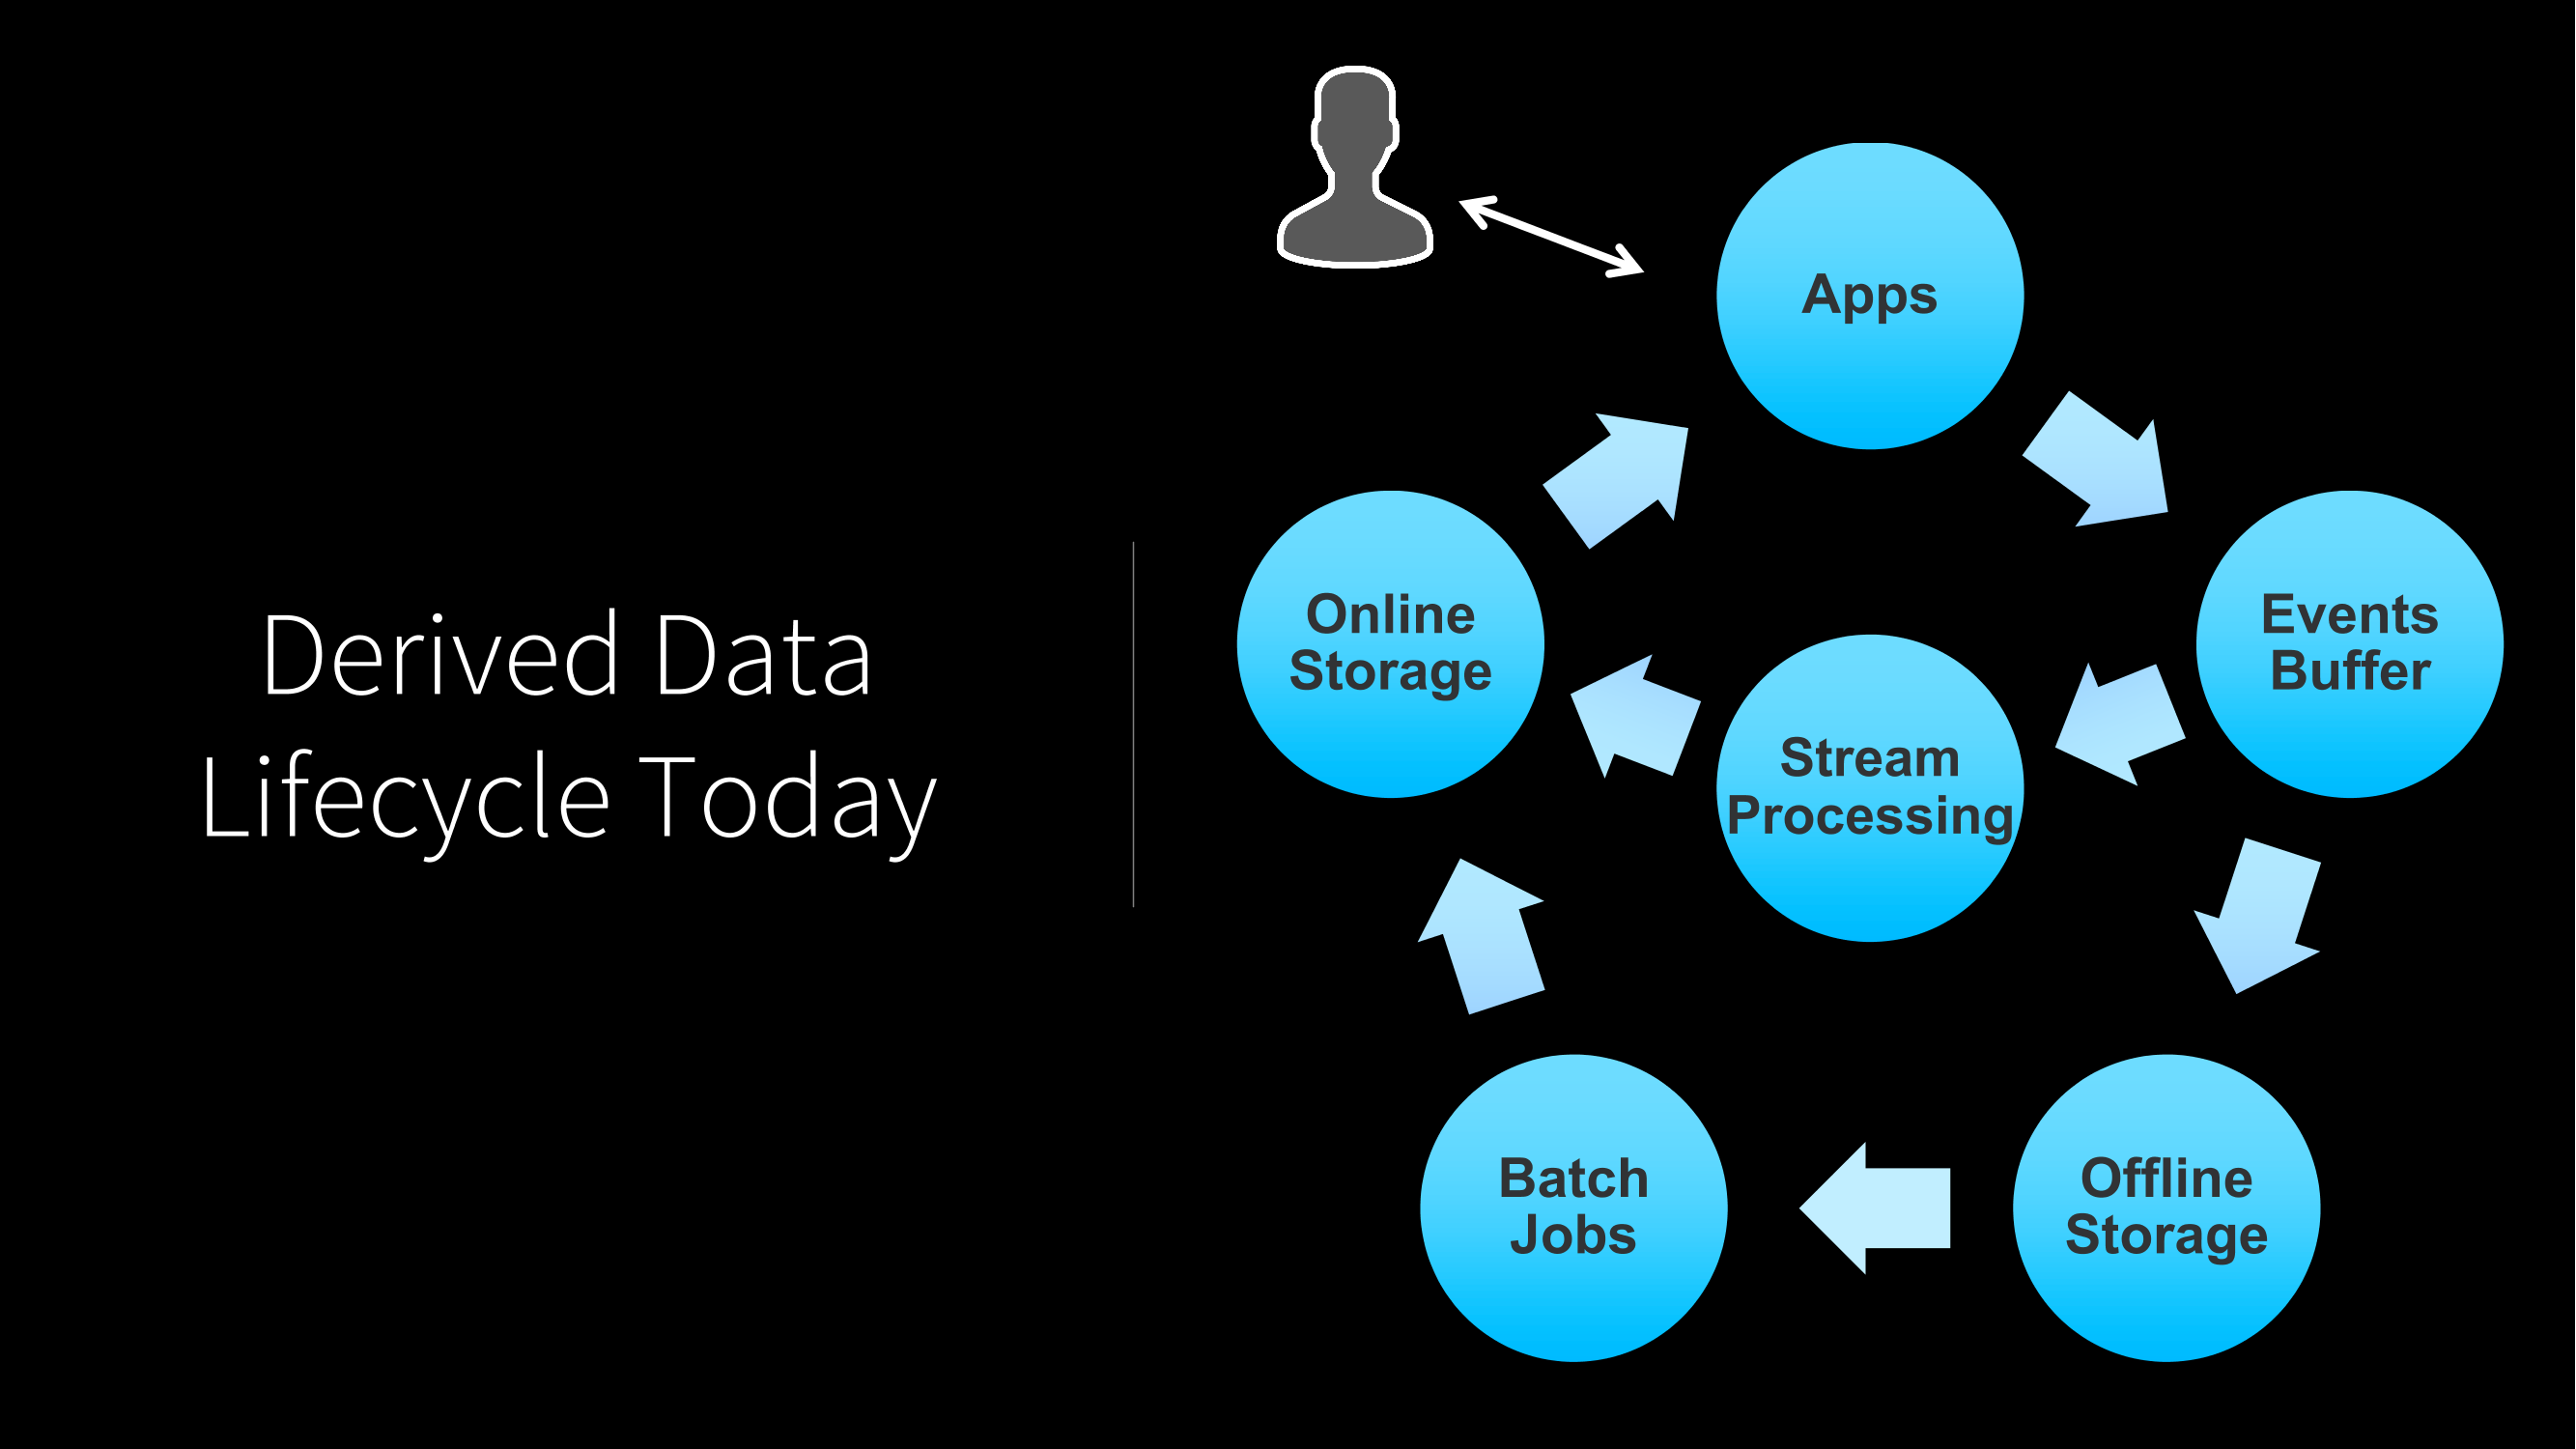 Derived Data
Lifecycle Today
Apps
Events
Buffer
Online
Storage
Stream
Processing
Batch
Jobs
Offline
Storage